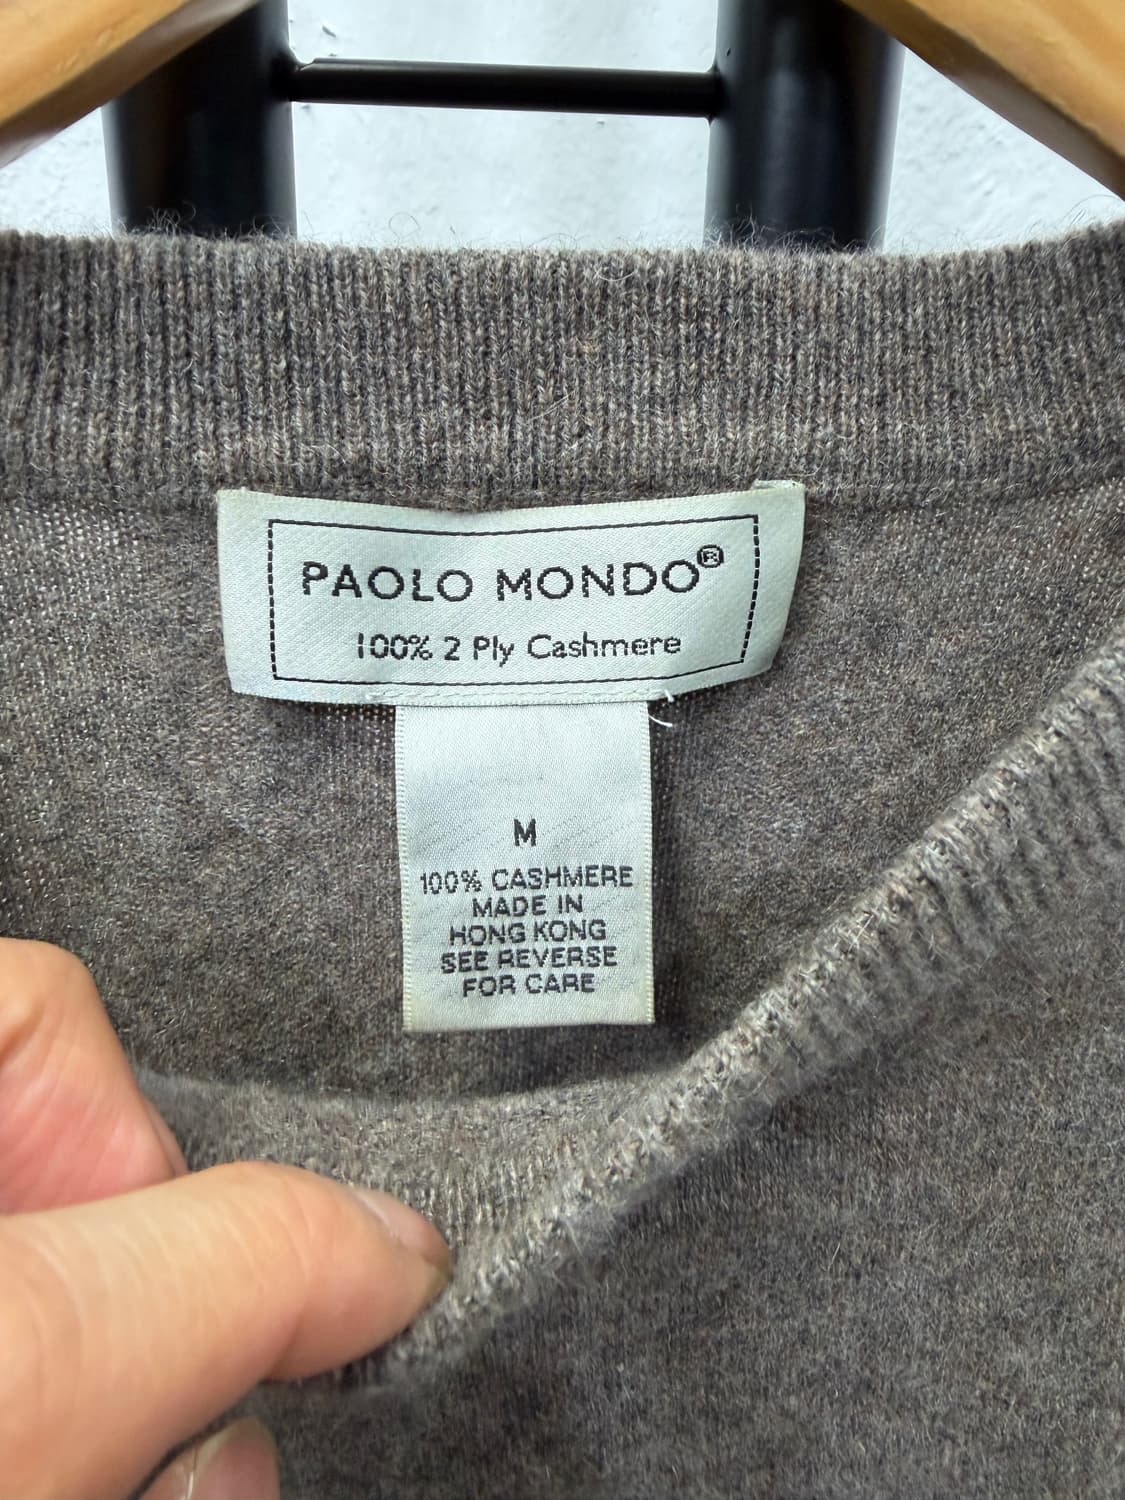 PAOLO MONDO®
100% 2 Ply Cashmere
M
100% CASHMERE
MADE IN
HONG KONG
SEE REVERSE
FOR CARE